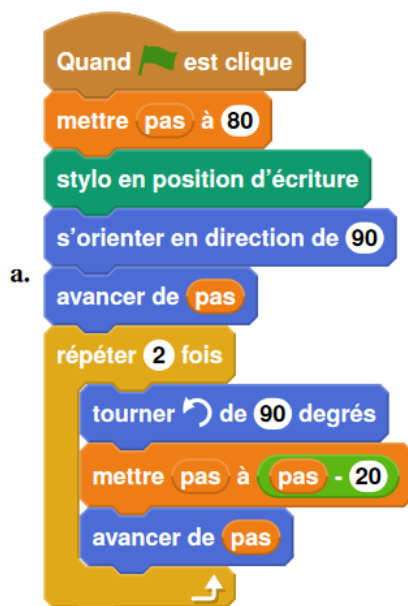 Quand est clique
mettre pas à 80
stylo en position d’écriture
s’orienter en direction de 90
a.
avancer de pas
répéter 2 fois
tourner de 90 degrés
mettre pas à pas - 20
avancer de pas